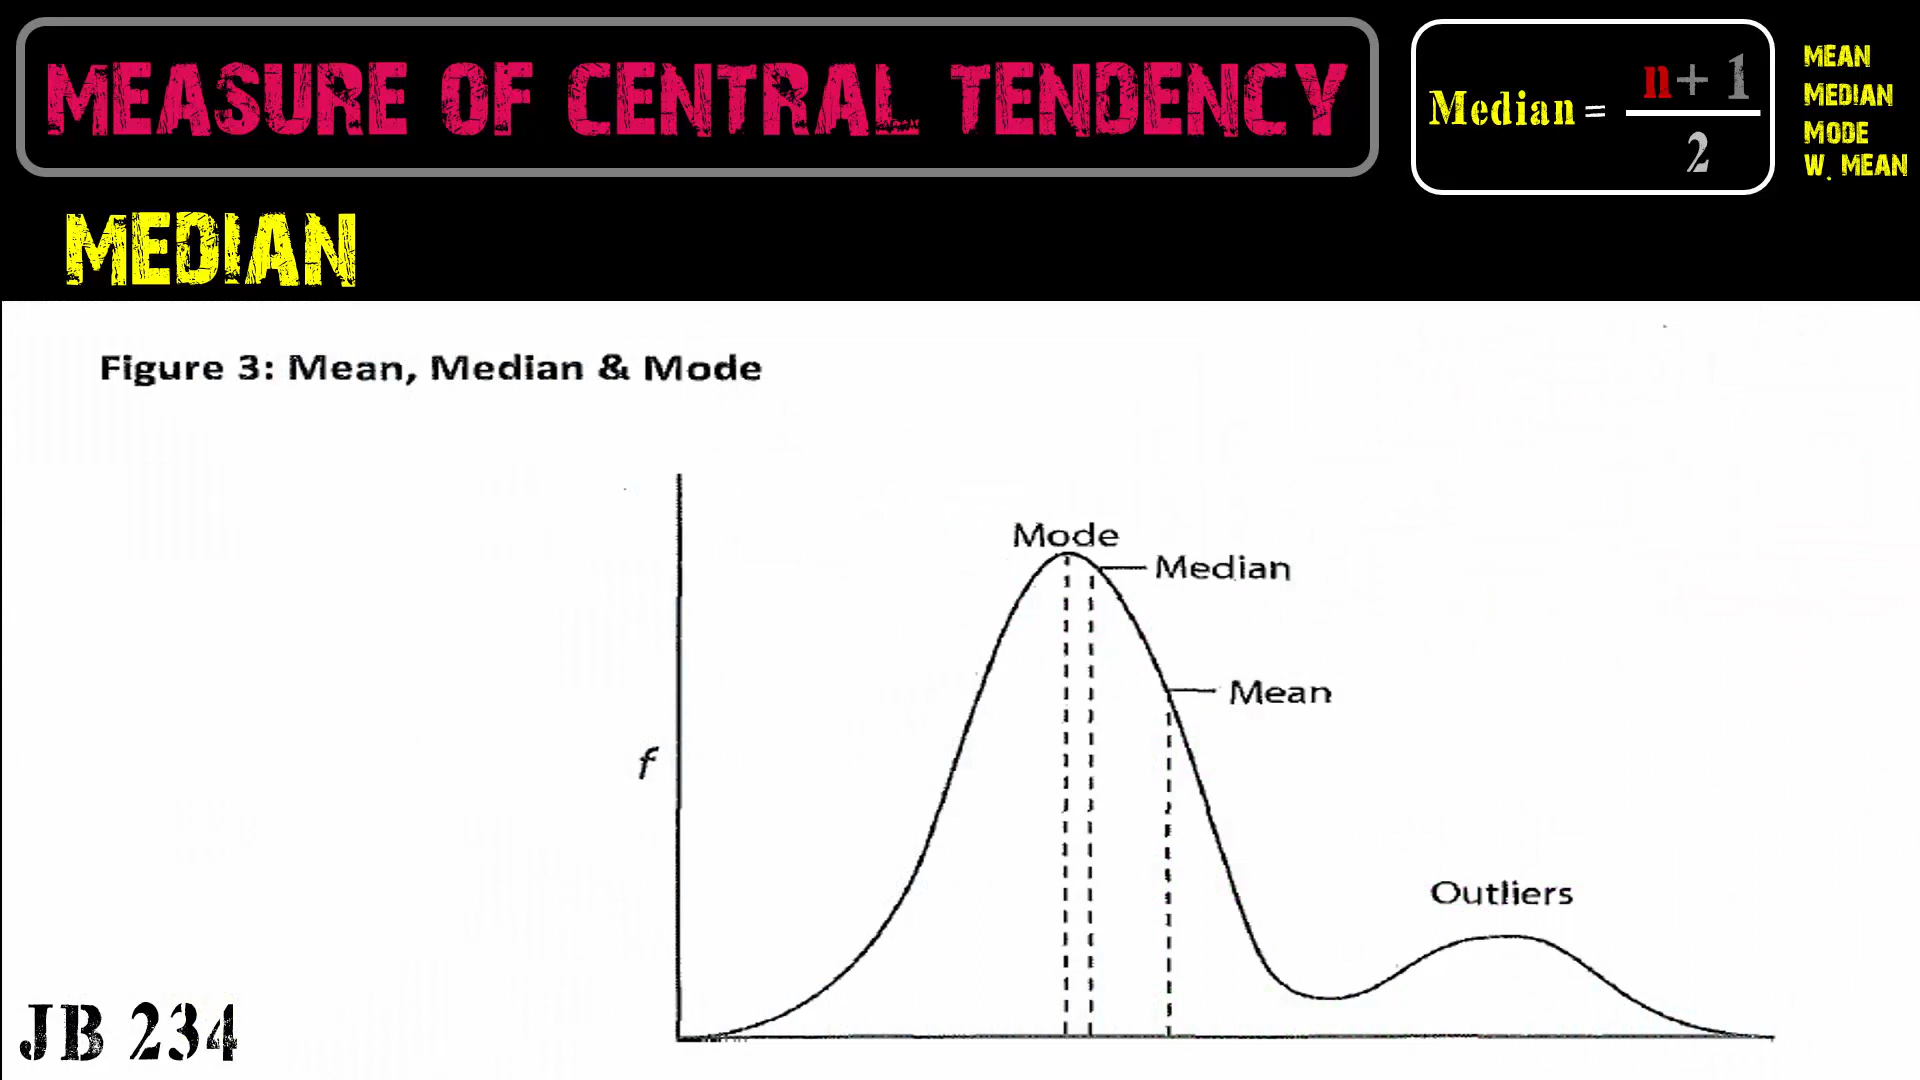 MEASURE OF CENTRAL TENDENCY
Median = n + 1
2
MEAN
MEDIAN
MODE
W. MEAN
MEDIAN
Figure 3: Mean, Median & Mode
Mode
Median
Mean
f
Outliers
JB 234